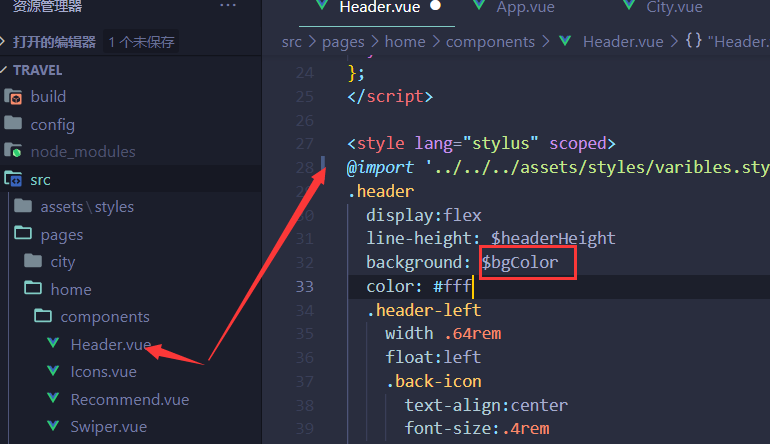 资源管理器 ···
打开的编辑器 1 个未保存
TRAVEL
build
config
node_modules
src
assets\styles
pages
city
home
components
Header.vue
Icons.vue
Recommend.vue
Swiper.vue
Header.vue App.vue City.vue
src > pages > home > components > Header.vue > {} "Header.
24 };
25 </script>
26
27 <style lang="stylus" scoped>
28 @import '../../../assets/styles/varibles.sty
.header
30 display:flex
31 line-height: $headerHeight
32 background: $bgColor
33 color: #fff
34 .header-left
35 width .64rem
36 float:left
37 .back-icon
38 text-align:center
39 font-size:.4rem